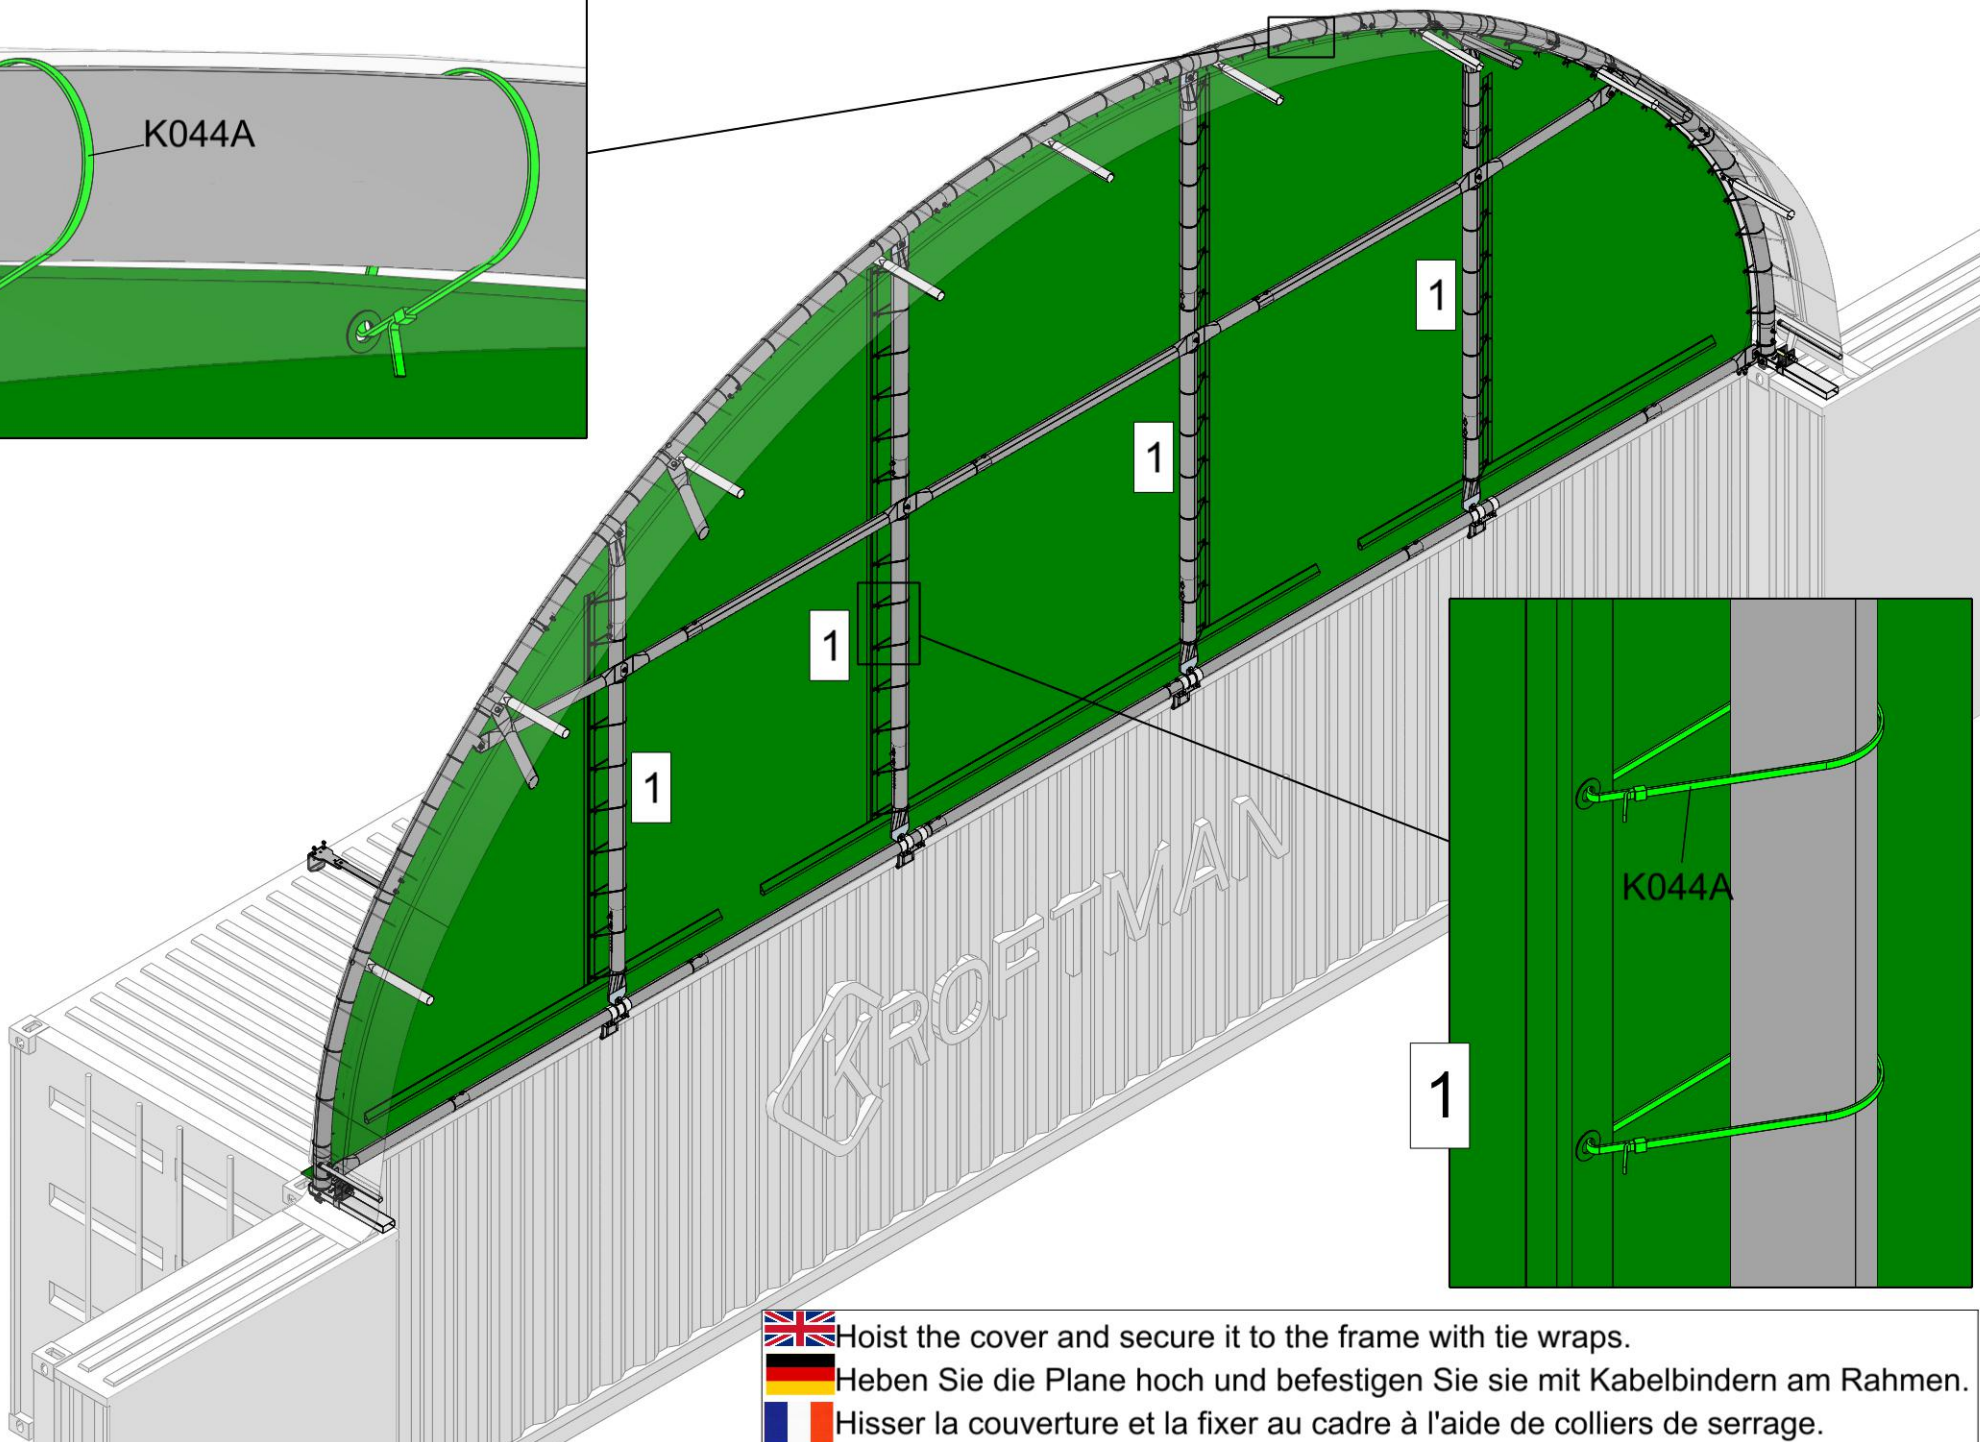 K044A
1
1
1
1
K044A
1
KROFTMAN
Hoist the cover and secure it to the frame with tie wraps.
Heben Sie die Plane hoch und befestigen Sie sie mit Kabelbindern am Rahmen.
Hisser la couverture et la fixer au cadre à l'aide de colliers de serrage.